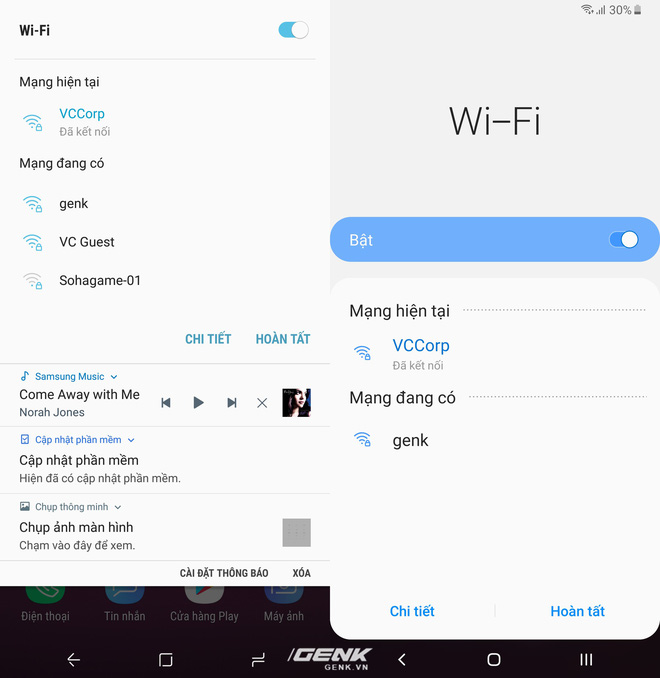 Wi-Fi
Mạng hiện tại
VCCorp
Đã kết nối
Mạng đang có
genk
VC Guest
Sohagame-01
CHI TIẾT HOÀN TẤT
Samsung Music
Come Away with Me
Norah Jones
Cập nhật phần mềm
Cập nhật phần mềm
Hiện đã có cập nhật phần mềm.
Chụp thông minh
Chụp ảnh màn hình
Chạm vào đây để xem.
CÀI ĐẶT THÔNG BÁO XÓA
Điện thoại Tin nhắn Cửa hàng Play Máy ảnh
30%
Wi-Fi
Bật
Mạng hiện tại
VCCorp
Đã kết nối
Mạng đang có
genk
Chi tiết Hoàn tất
GENK
GENK.VN